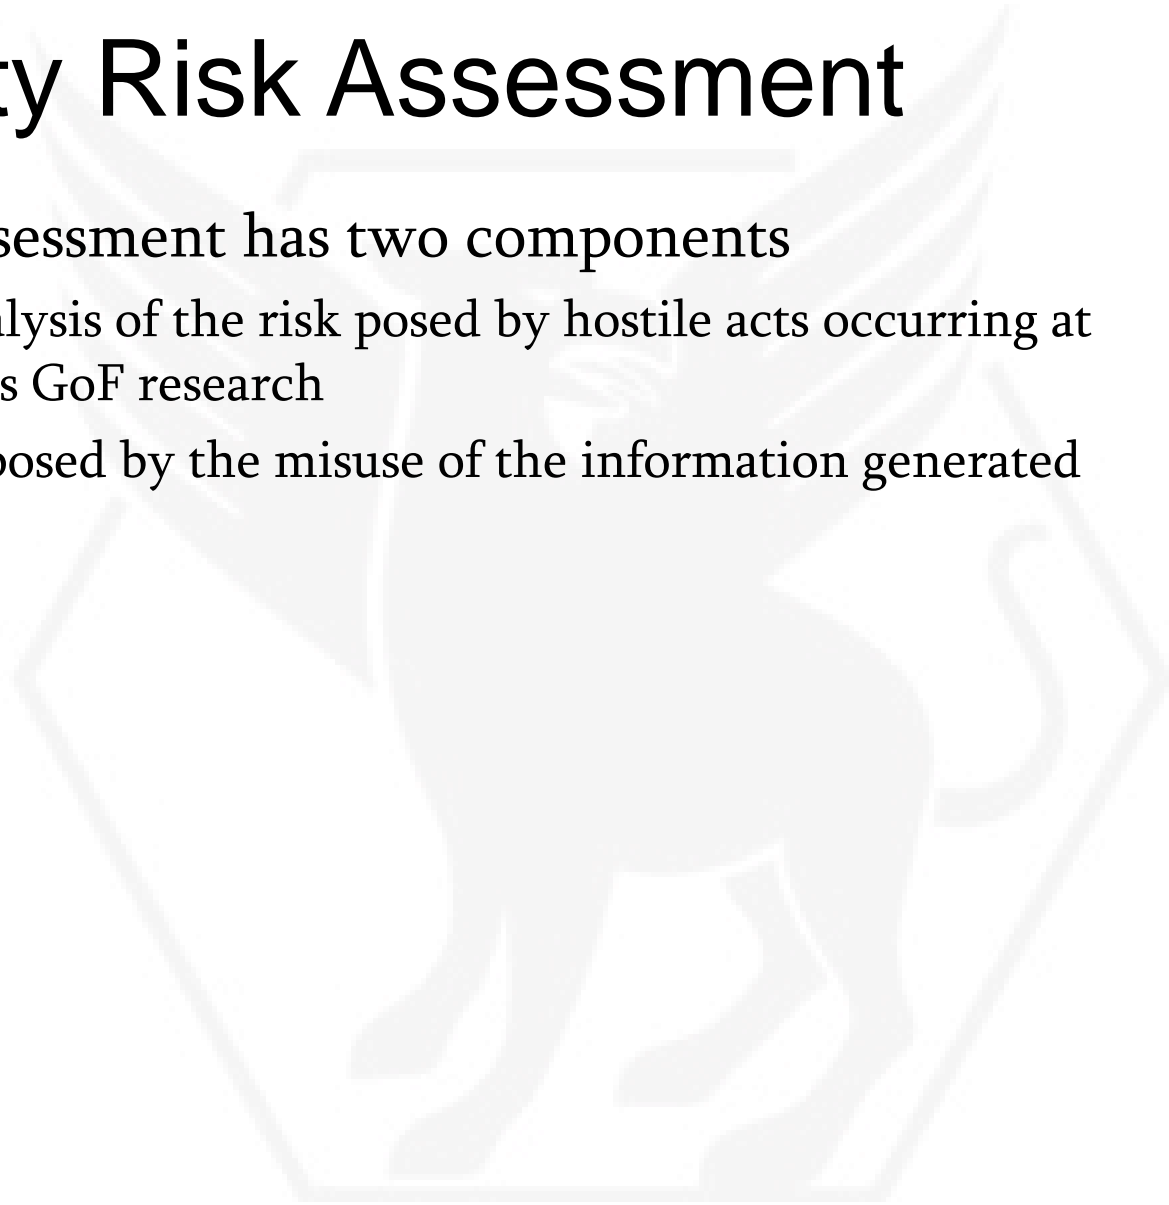 ty Risk Assessment
sessment has two components
alysis of the risk posed by hostile acts occurring at
s GoF research
posed by the misuse of the information generated